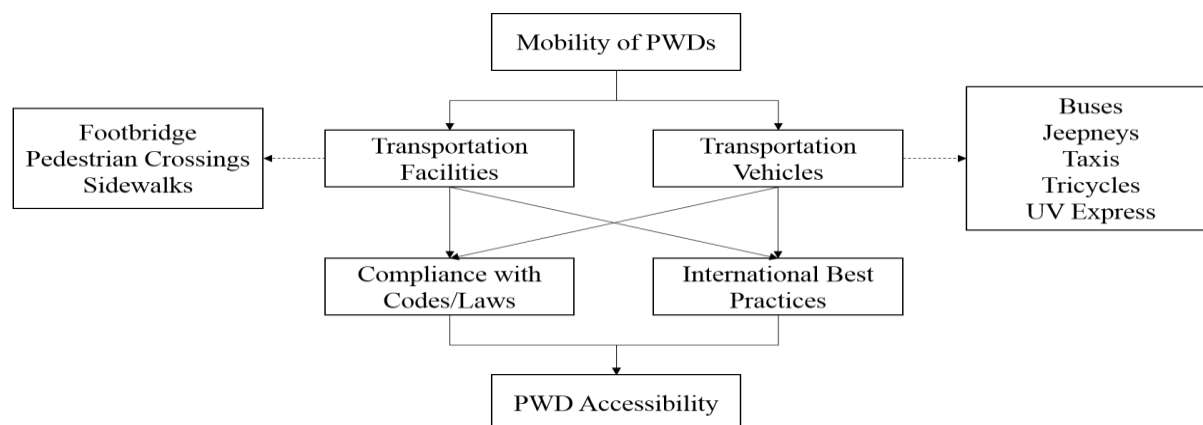 Mobility of PWDs
Footbridge
Pedestrian Crossings
Sidewalks
Transportation
Facilities
Transportation
Vehicles
Buses
Jeepneys
Taxis
Tricycles
UV Express
Compliance with
Codes/Laws
International Best
Practices
PWD Accessibility